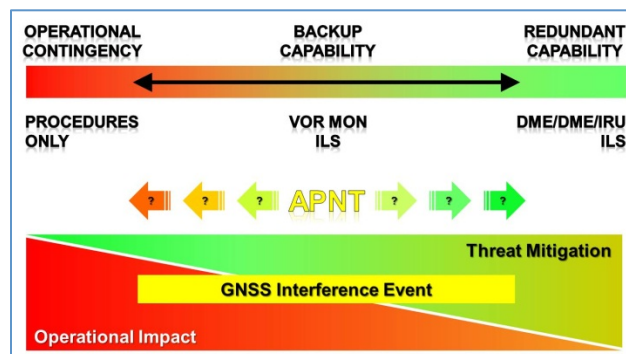 OPERATIONAL
CONTINGENCY
BACKUP
CAPABILITY
REDUNDANT
CAPABILITY
PROCEDURES
ONLY
VOR MON
ILS
DME/DME/IRU
ILS
? ? ? APNT ? ? ?
Threat Mitigation
GNSS Interference Event
Operational Impact